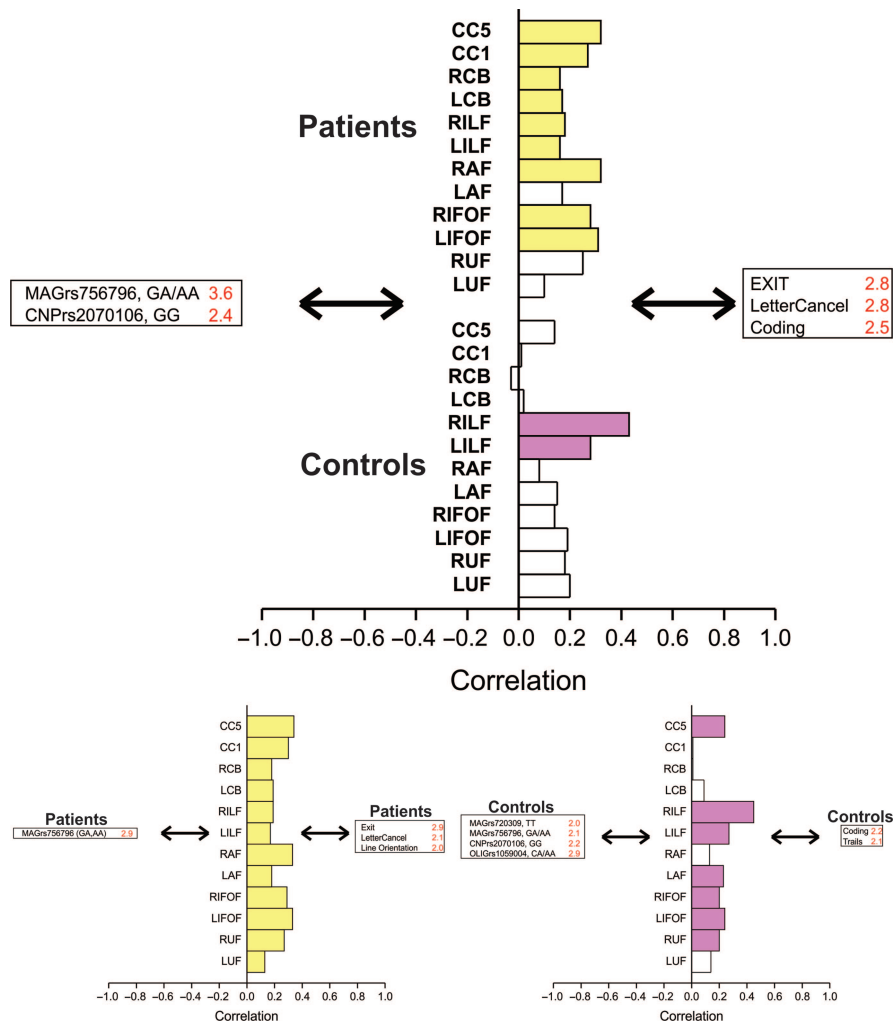 CC5
CC1
RCB
LCB
RILF
LILF
RAF
LAF
RIFOF
LIFOF
RUF
LUF
Patients
MAGrs756796, GA/AA 3.6
CNPrs2070106, GG 2.4
EXIT 2.8
LetterCancel 2.8
Coding 2.5
CC5
CC1
RCB
LCB
RILF
LILF
RAF
LAF
RIFOF
LIFOF
RUF
LUF
Controls
−1.0 −0.8 −0.6 −0.4 −0.2 0.0 0.2 0.4 0.6 0.8 1.0
Correlation
CC5
CC1
RCB
LCB
RILF
LILF
RAF
LAF
RIFOF
LIFOF
RUF
LUF
Patients
MAGrs756796 (GA,AA) 2.9
Patients
Exit 2.9
LetterCancel 2.1
Line Orientation 2.0
−1.0 −0.8 −0.6 −0.4 −0.2 0.0 0.2 0.4 0.6 0.8 1.0
Correlation
Controls
MAGrs720309, TT 2.0
MAGrs756796, GA/AA 2.1
CNPrs2070106, GG 2.2
OLIGrs1059004, CA/AA 2.9
CC5
CC1
RCB
LCB
RILF
LILF
RAF
LAF
RIFOF
LIFOF
RUF
LUF
Controls
Coding 2.2
Trails 2.1
−1.0 −0.8 −0.6 −0.4 −0.2 0.0 0.2 0.4 0.6 0.8 1.0
Correlation